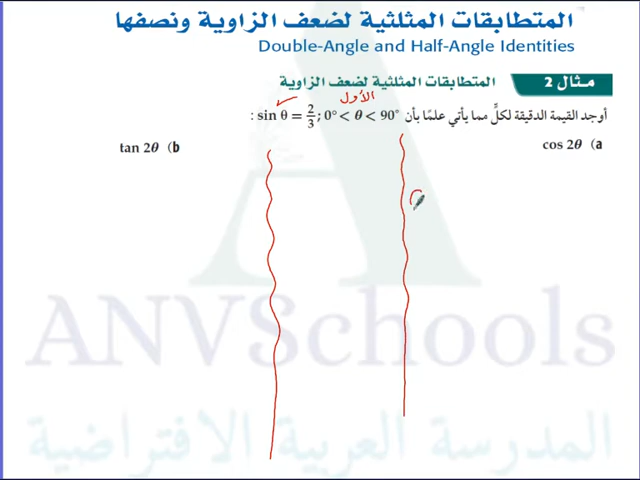 المتطابقات المثلثية لضعف الزاوية ونصفها
Double-Angle and Half-Angle Identities
مثال 2 المتطابقات المثلثية لضعف الزاوية
الأول
أوجد القيمة الدقيقة لكلٍّ مما يأتي علمًا بأن sin θ = 2/3 ; 0° < θ < 90° :
cos 2θ (a
tan 2θ (b
ANVSchools
المدرسة العربية الافتراضية